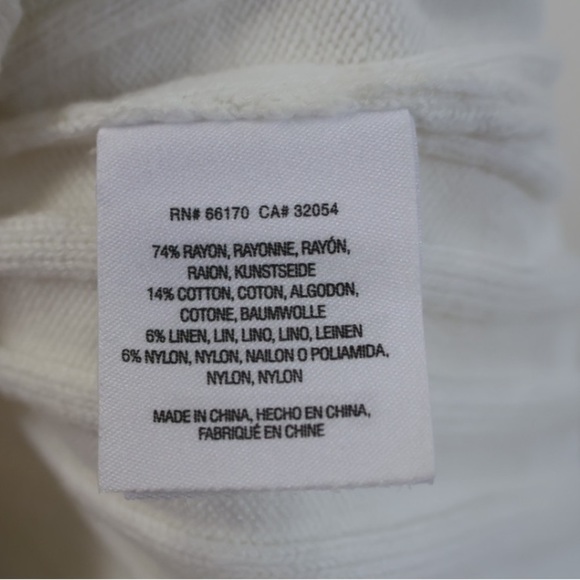 RN# 66170 CA# 32054
74% RAYON, RAYONNE, RAYÓN,
RAION, KUNSTSEIDE
14% COTTON, COTON, ALGODON,
COTONE, BAUMWOLLE
6% LINEN, LIN, LINO, LINO, LEINEN
6% NYLON, NYLON, NAILON O POLIAMIDA,
NYLON, NYLON
MADE IN CHINA, HECHO EN CHINA,
FABRIQUÉ EN CHINE